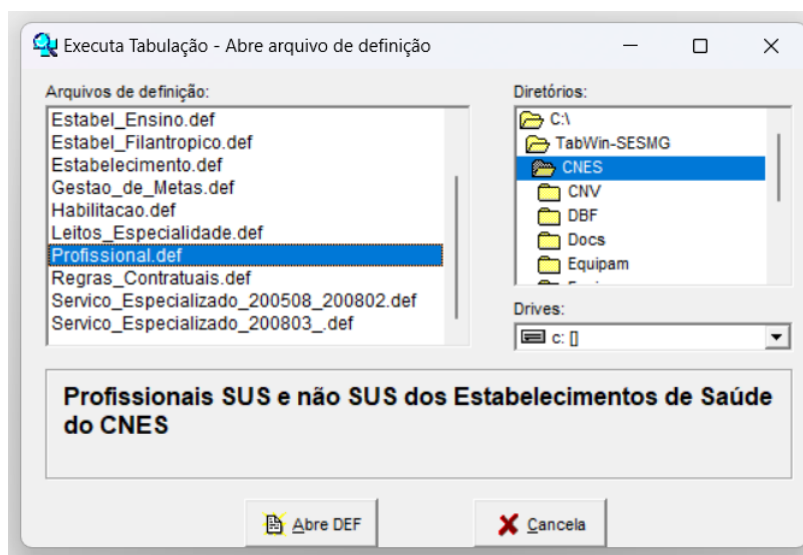 Executa Tabulação - Abre arquivo de definição
Arquivos de definição:
Estabel_Ensino.def
Estabel_Filantropico.def
Estabelecimento.def
Gestao_de_Metas.def
Habilitacao.def
Leitos_Especialidade.def
Profissional.def
Regras_Contratuais.def
Servico_Especializado_200508_200802.def
Servico_Especializado_200803_.def
Diretórios:
C:\
TabWin-SESMG
CNES
CNV
DBF
Docs
Equipam
Drives:
c: []
Profissionais SUS e não SUS dos Estabelecimentos de Saúde
do CNES
Abre DEF
Cancela